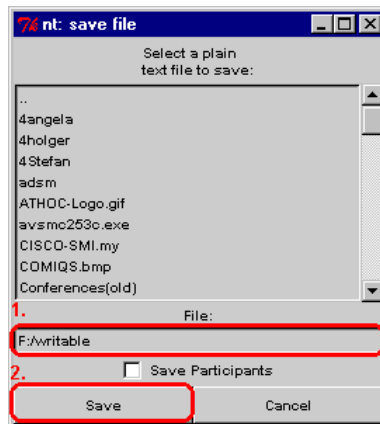 nt: save file
Select a plain
text file to save:
..
4angela
4holger
4Stefan
adsm
ATHOC-Logo.gif
avsmc253c.exe
CISCO-SMI.my
COMIQS.bmp
Conferences(old)
1.
File:
F:/writable
2.
Save Participants
Save Cancel